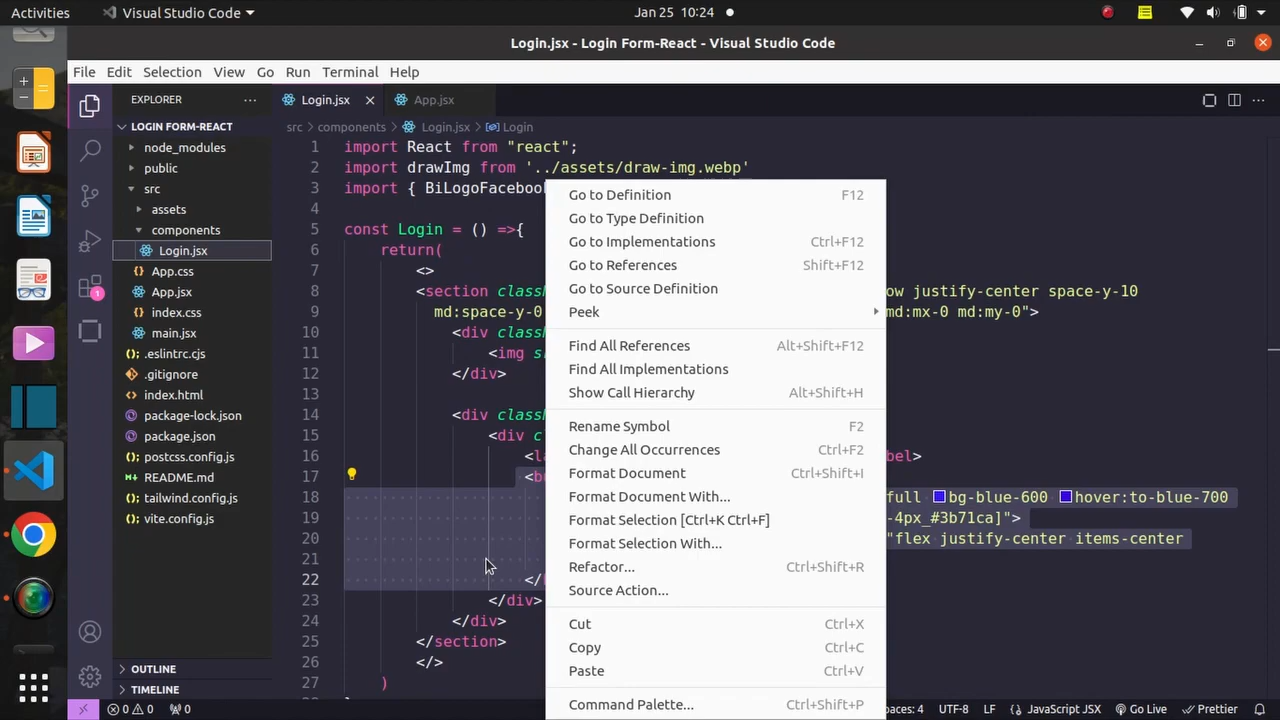 Activities
Visual Studio Code
Jan 25 10:24
Login.jsx - Login Form-React - Visual Studio Code
File Edit Selection View Go Run Terminal Help
EXPLORER
Login.jsx
App.jsx
LOGIN FORM-REACT
src
components
Login.jsx
Login
node_modules
public
src
assets
components
Login.jsx
App.css
App.jsx
index.css
main.jsx
.eslintrc.cjs
.gitignore
index.html
package-lock.json
package.json
postcss.config.js
README.md
tailwind.config.js
vite.config.js
OUTLINE
TIMELINE
1
1 import React from "react";
2 import drawImg from '../assets/draw-img.webp'
3 import { BiLogoFacebook
4
5 const Login = () =>{
6 return(
7 <>
8 <section class ow justify-center space-y-10
9 md:space-y-0 md:mx-0 md:my-0">
10 <div class
11 <img s
12 </div>
13
14 <div class
15 <div c
16 <la bel>
17 <b
18 full bg-blue-600 hover:to-blue-700
19 -4px_#3b71ca]">
20 "flex justify-center items-center
21
22 </
23 </div>
24 </div>
25 </section>
26 </>
27 )
Go to Definition F12
Go to Type Definition
Go to Implementations Ctrl+F12
Go to References Shift+F12
Go to Source Definition
Peek
Find All References Alt+Shift+F12
Find All Implementations
Show Call Hierarchy Alt+Shift+H
Rename Symbol F2
Change All Occurrences Ctrl+F2
Format Document Ctrl+Shift+I
Format Document With...
Format Selection [Ctrl+K Ctrl+F]
Format Selection With...
Refactor... Ctrl+Shift+R
Source Action...
Cut Ctrl+X
Copy Ctrl+C
Paste Ctrl+V
Command Palette... Ctrl+Shift+P
0 0 0
paces: 4 UTF-8 LF JavaScript JSX Go Live Prettier